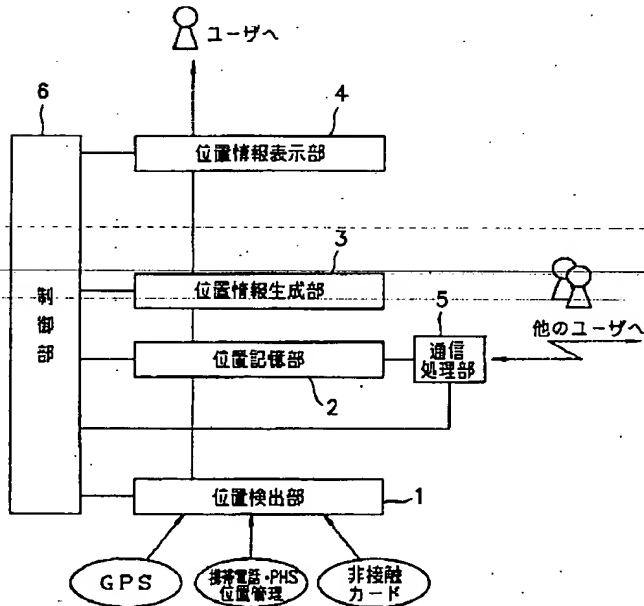 ユーザへ
6
4
位置情報表示部
3
位置情報生成部
制御部
5
他のユーザへ
位置記憶部
通信
処理部
2
位置検出部
1
GPS
携帯電話・PHS
位置管理
非接触
カード